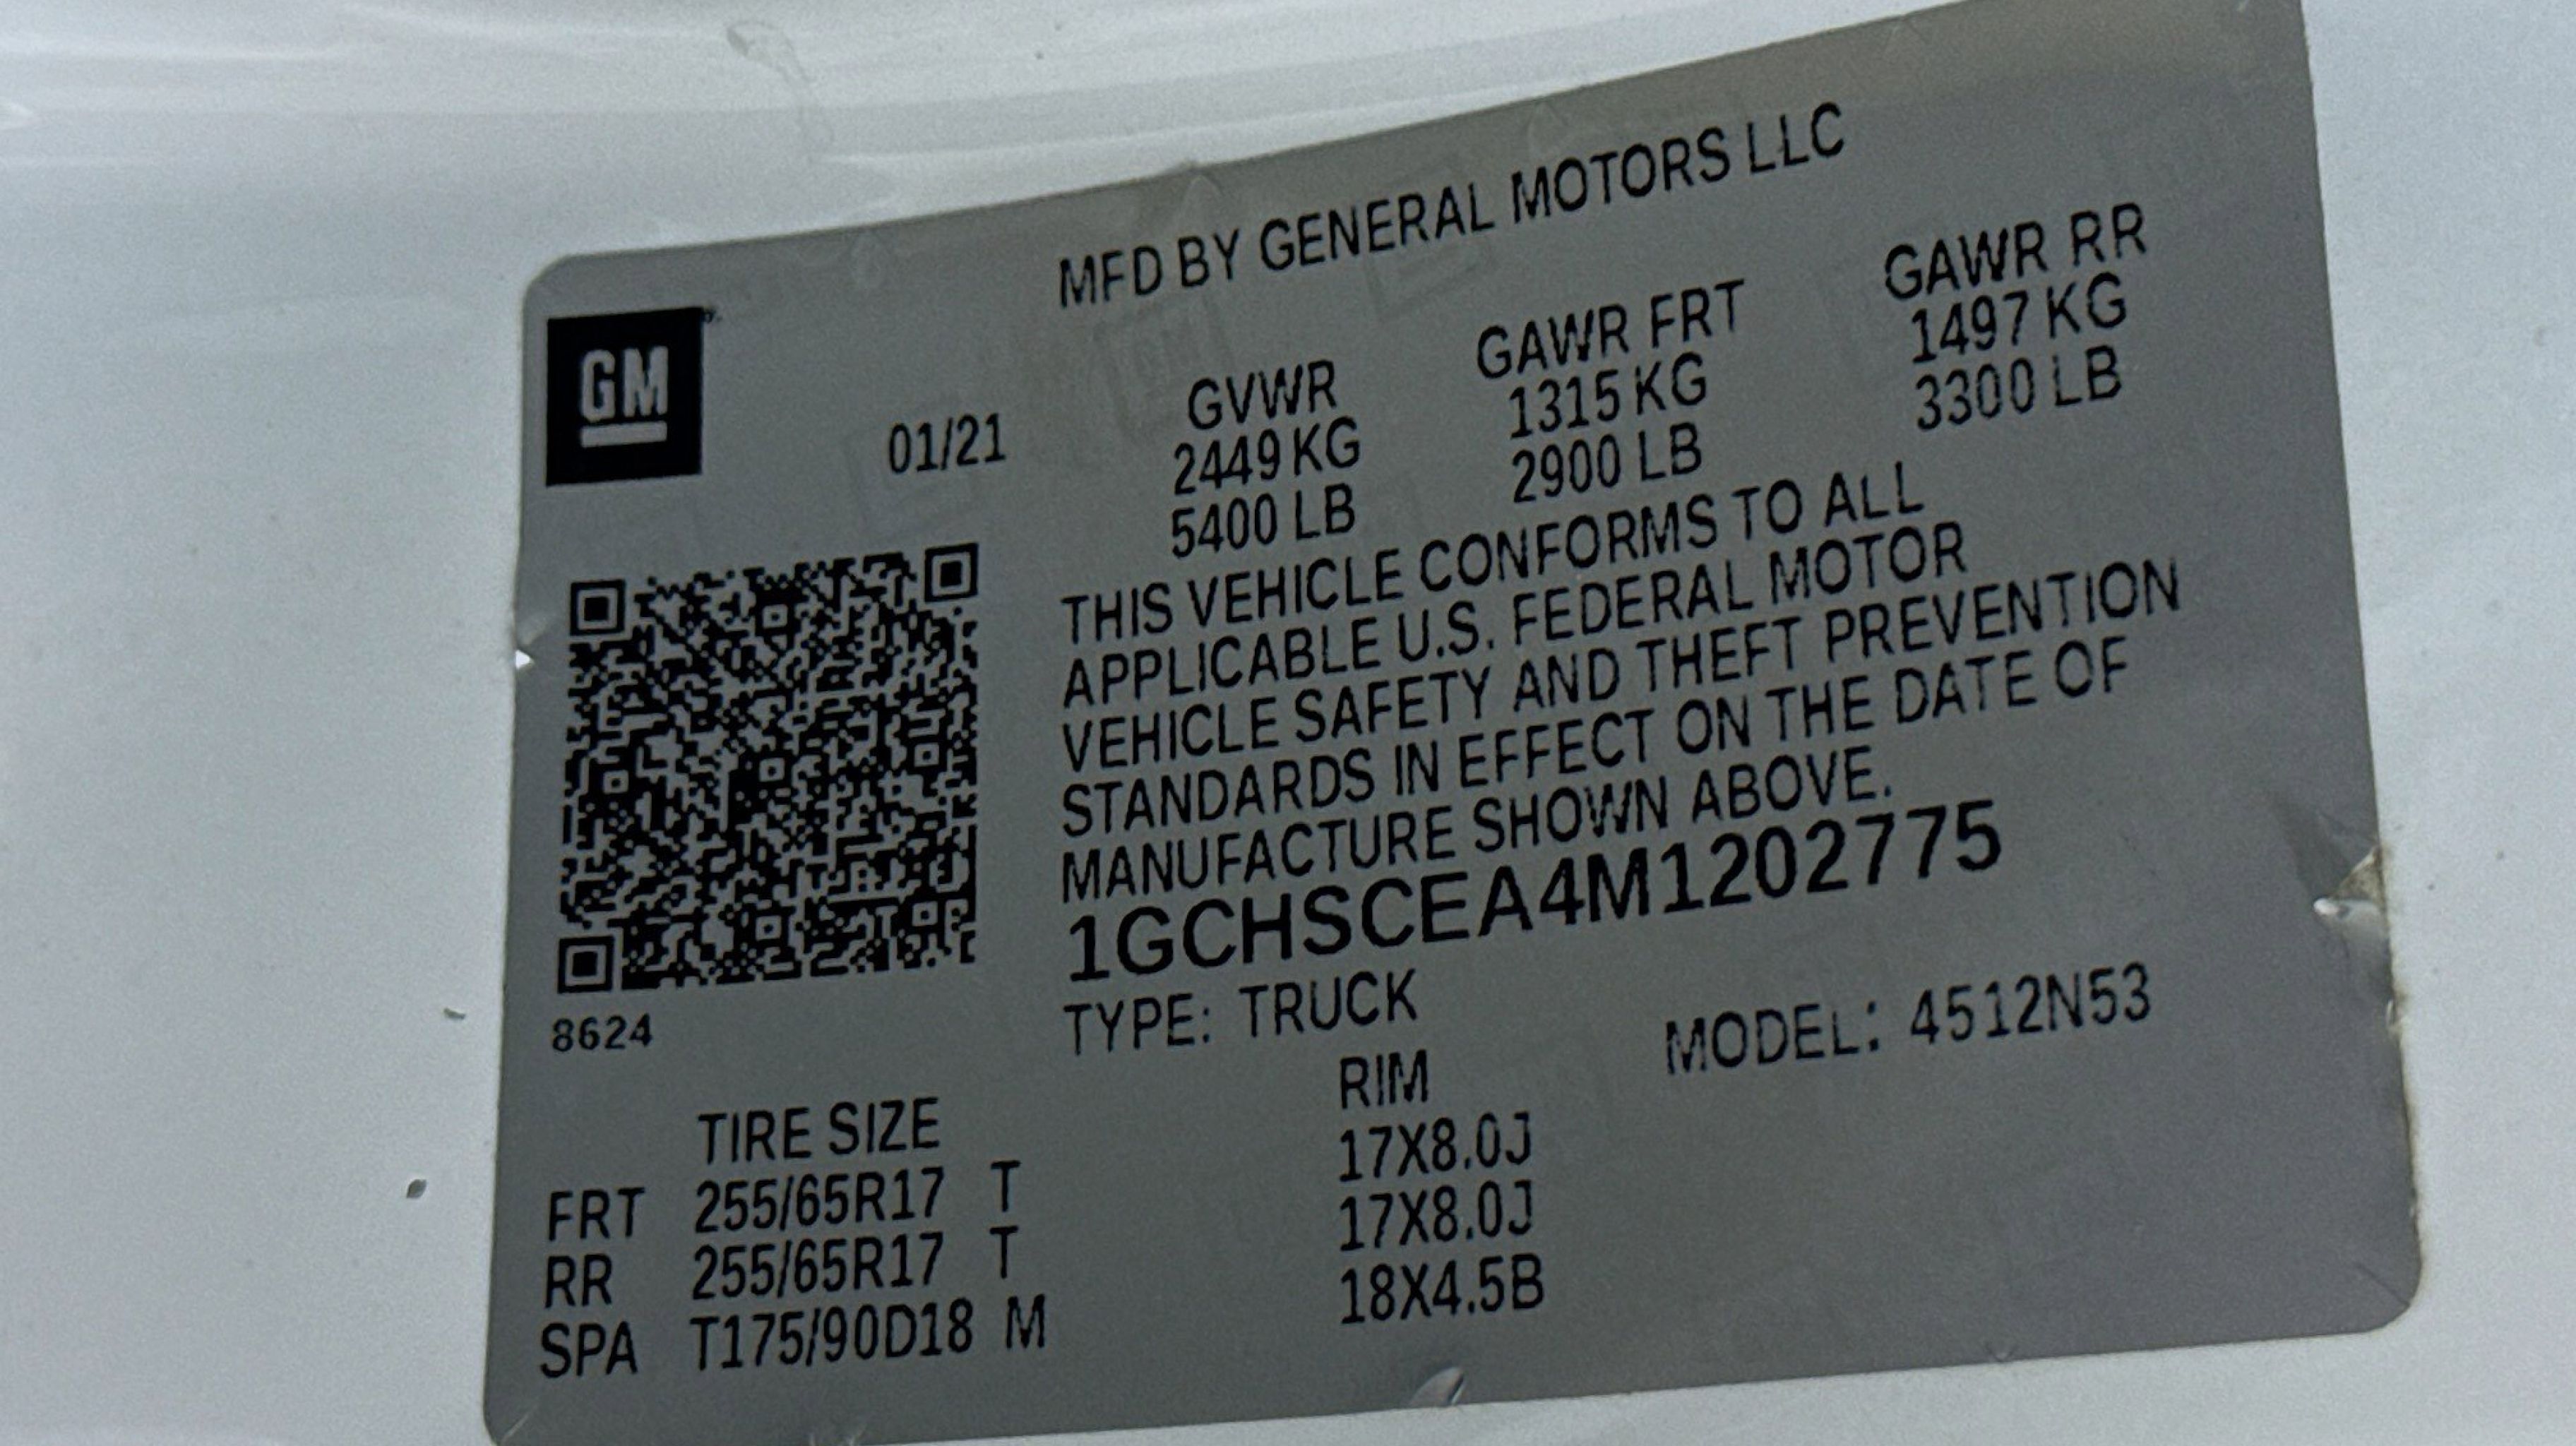 MFD BY GENERAL MOTORS LLC
GM
01/21
GVWR GAWR FRT GAWR RR
2449 KG 1315 KG 1497 KG
5400 LB 2900 LB 3300 LB
THIS VEHICLE CONFORMS TO ALL
APPLICABLE U.S. FEDERAL MOTOR
VEHICLE SAFETY AND THEFT PREVENTION
STANDARDS IN EFFECT ON THE DATE OF
MANUFACTURE SHOWN ABOVE.
1GCHSCEA4M1202775
8624
TYPE: TRUCK MODEL: 4512N53
TIRE SIZE RIM
FRT 255/65R17 T 17X8.0J
RR 255/65R17 T 17X8.0J
SPA T175/90D18 M 18X4.5B